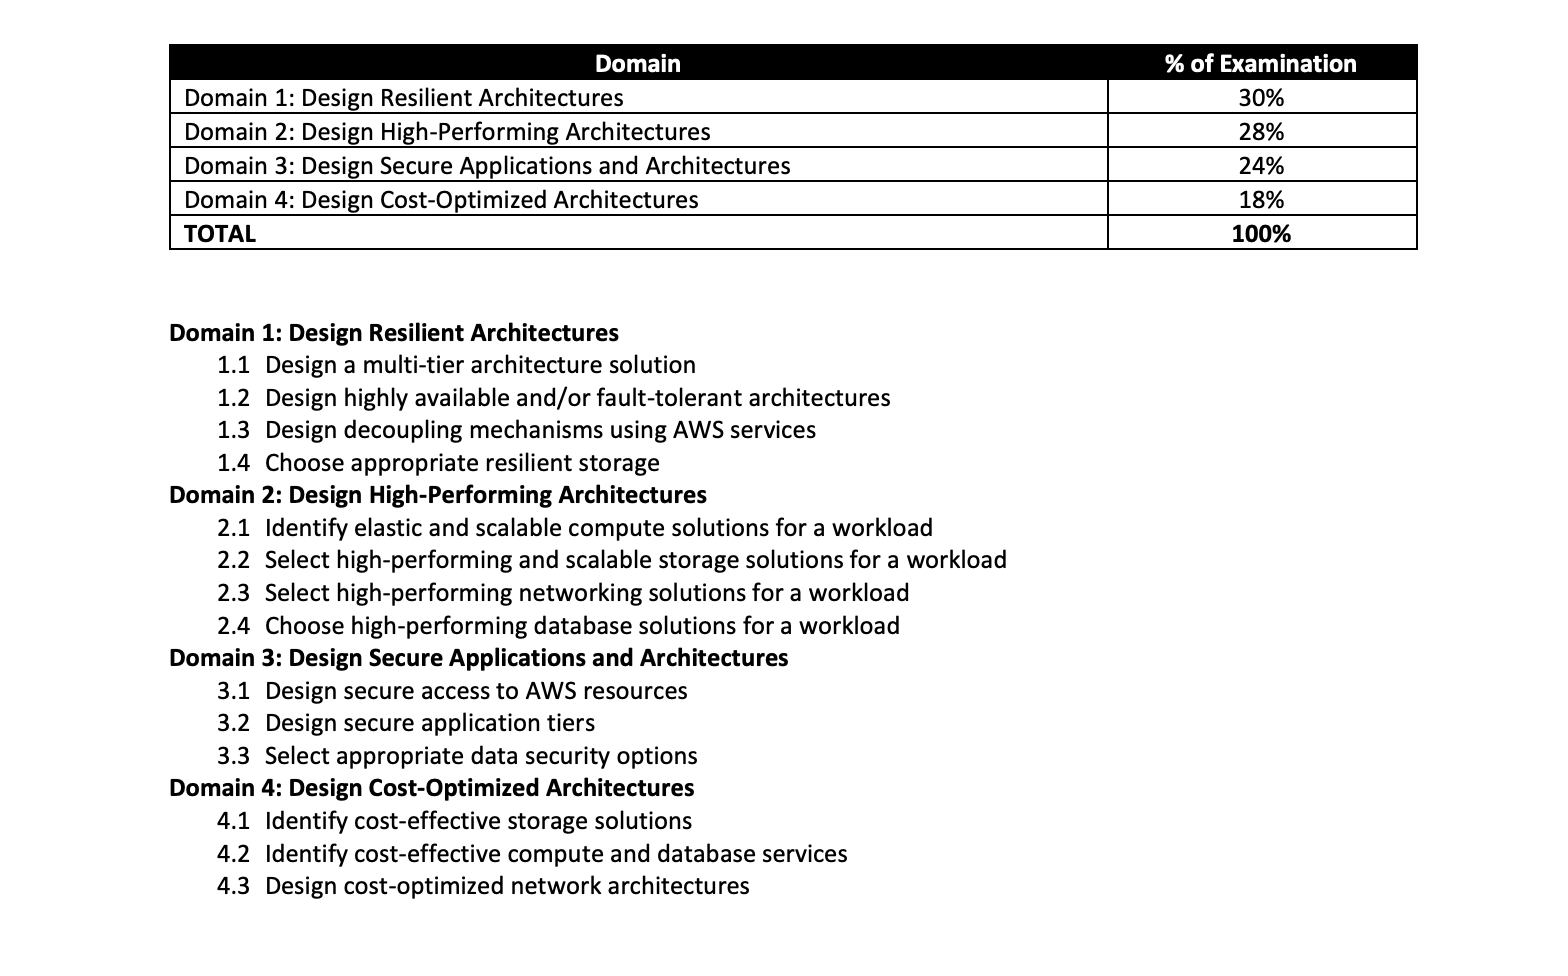 Domain % of Examination
Domain 1: Design Resilient Architectures 30%
Domain 2: Design High-Performing Architectures 28%
Domain 3: Design Secure Applications and Architectures 24%
Domain 4: Design Cost-Optimized Architectures 18%
TOTAL 100%
Domain 1: Design Resilient Architectures
1.1 Design a multi-tier architecture solution
1.2 Design highly available and/or fault-tolerant architectures
1.3 Design decoupling mechanisms using AWS services
1.4 Choose appropriate resilient storage
Domain 2: Design High-Performing Architectures
2.1 Identify elastic and scalable compute solutions for a workload
2.2 Select high-performing and scalable storage solutions for a workload
2.3 Select high-performing networking solutions for a workload
2.4 Choose high-performing database solutions for a workload
Domain 3: Design Secure Applications and Architectures
3.1 Design secure access to AWS resources
3.2 Design secure application tiers
3.3 Select appropriate data security options
Domain 4: Design Cost-Optimized Architectures
4.1 Identify cost-effective storage solutions
4.2 Identify cost-effective compute and database services
4.3 Design cost-optimized network architectures